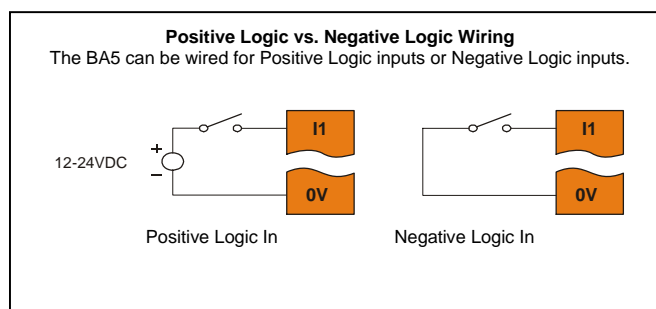 Positive Logic vs. Negative Logic Wiring
The BA5 can be wired for Positive Logic inputs or Negative Logic inputs.
I1
I1
+
12-24VDC
–
0V
0V
Positive Logic In
Negative Logic In